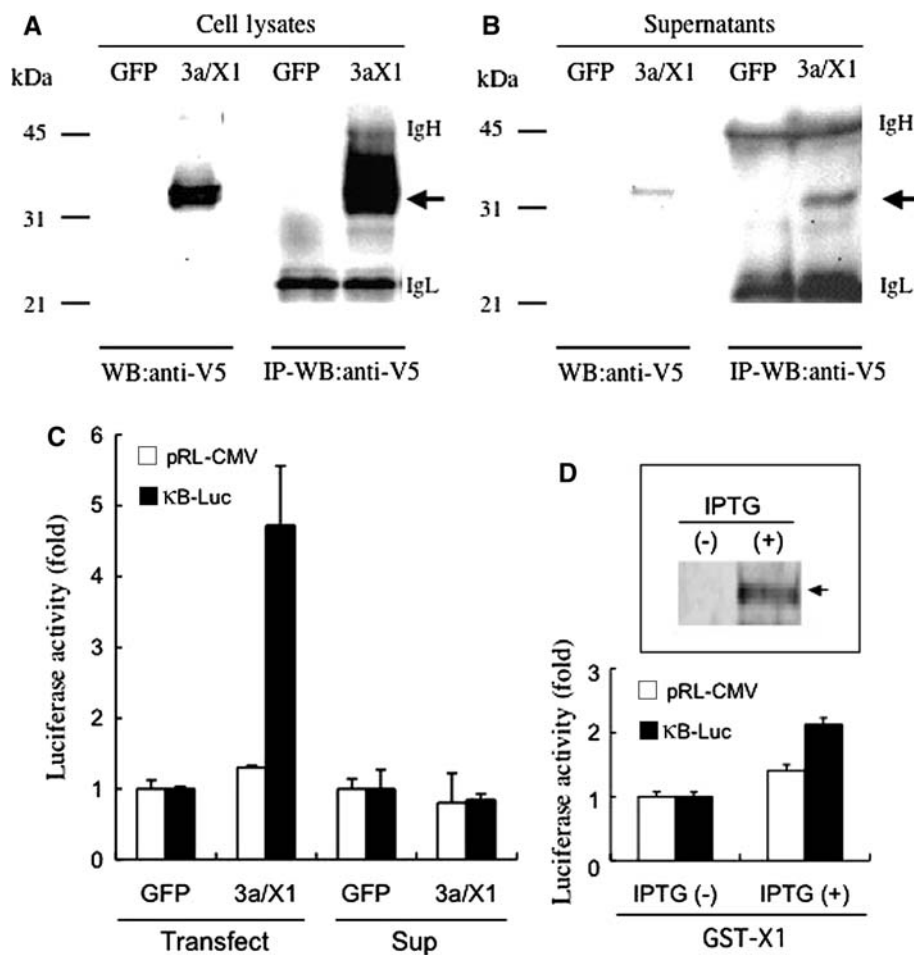 A
Cell lysates
kDa
GFP 3a/X1 GFP 3aX1
45
IgH
31
IgL
21
WB:anti-V5 IP-WB:anti-V5
B
Supernatants
kDa
GFP 3a/X1 GFP 3a/X1
45
IgH
31
IgL
21
WB:anti-V5 IP-WB:anti-V5
C
Luciferase activity (fold)
6
5
4
3
2
1
0
pRL-CMV
κB-Luc
GFP 3a/X1 GFP 3a/X1
Transfect Sup
D
IPTG
(-) (+)
Luciferase activity (fold)
3
2
1
0
pRL-CMV
κB-Luc
IPTG (-) IPTG (+)
GST-X1